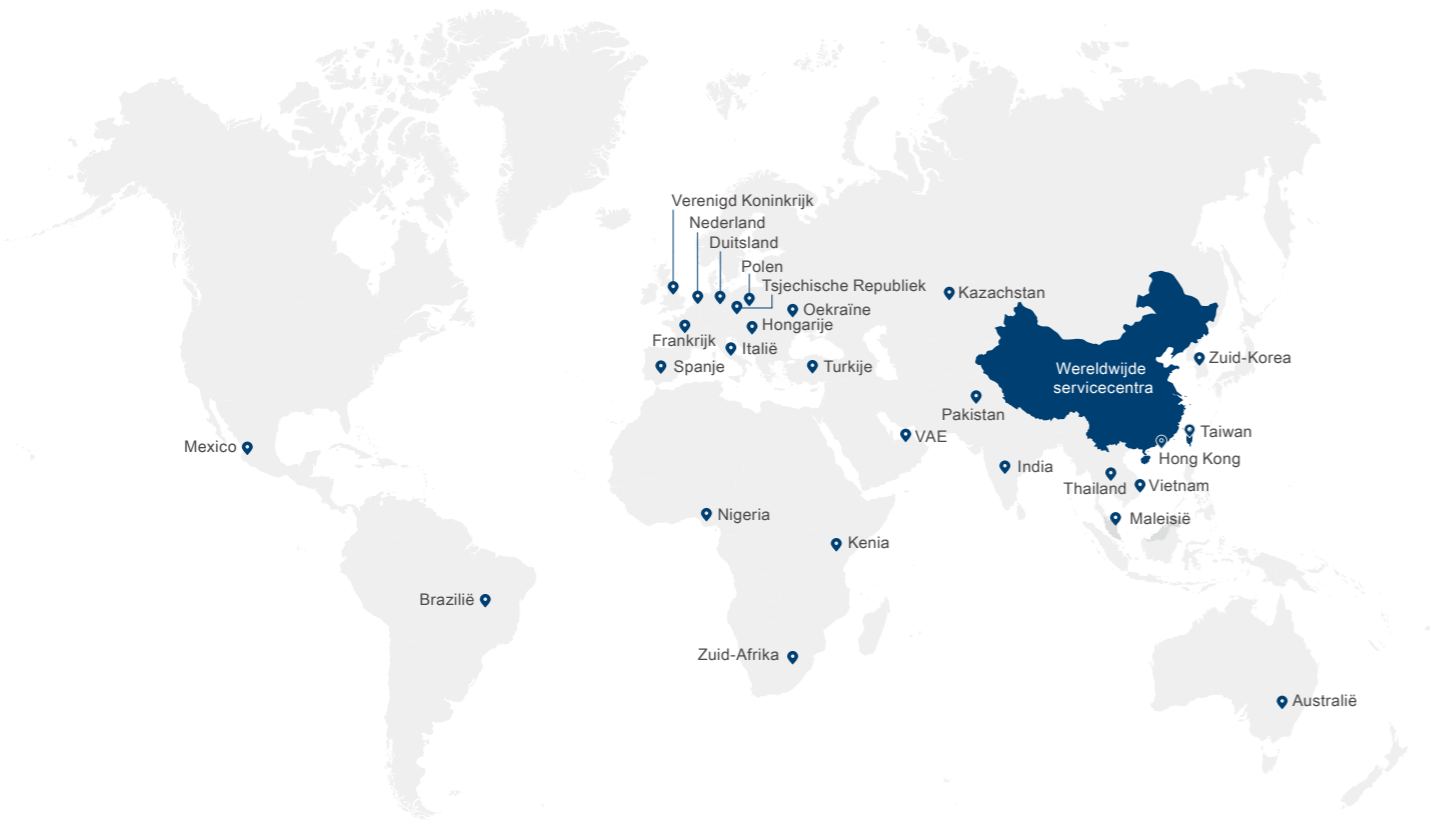 Verenigd Koninkrijk
Nederland
Duitsland
Polen
Tsjechische Republiek
Kazachstan
Oekraïne
Hongarije
Frankrijk
Italië
Zuid-Korea
Spanje
Turkije
Wereldwijde
servicecentra
Pakistan
Taiwan
VAE
Mexico
Hong Kong
India
Thailand
Vietnam
Nigeria
Maleisië
Kenia
Brazilië
Zuid-Afrika
Australië